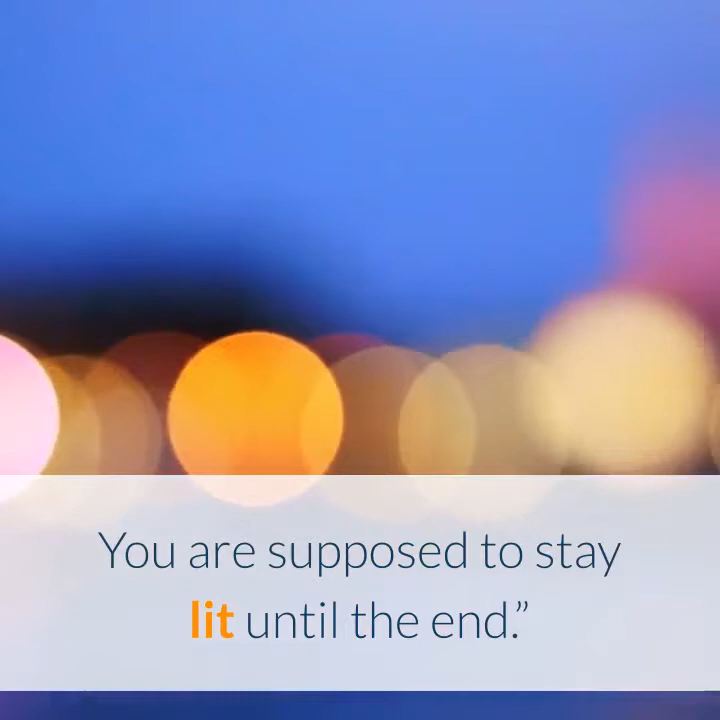 You are supposed to stay
lit until the end.”